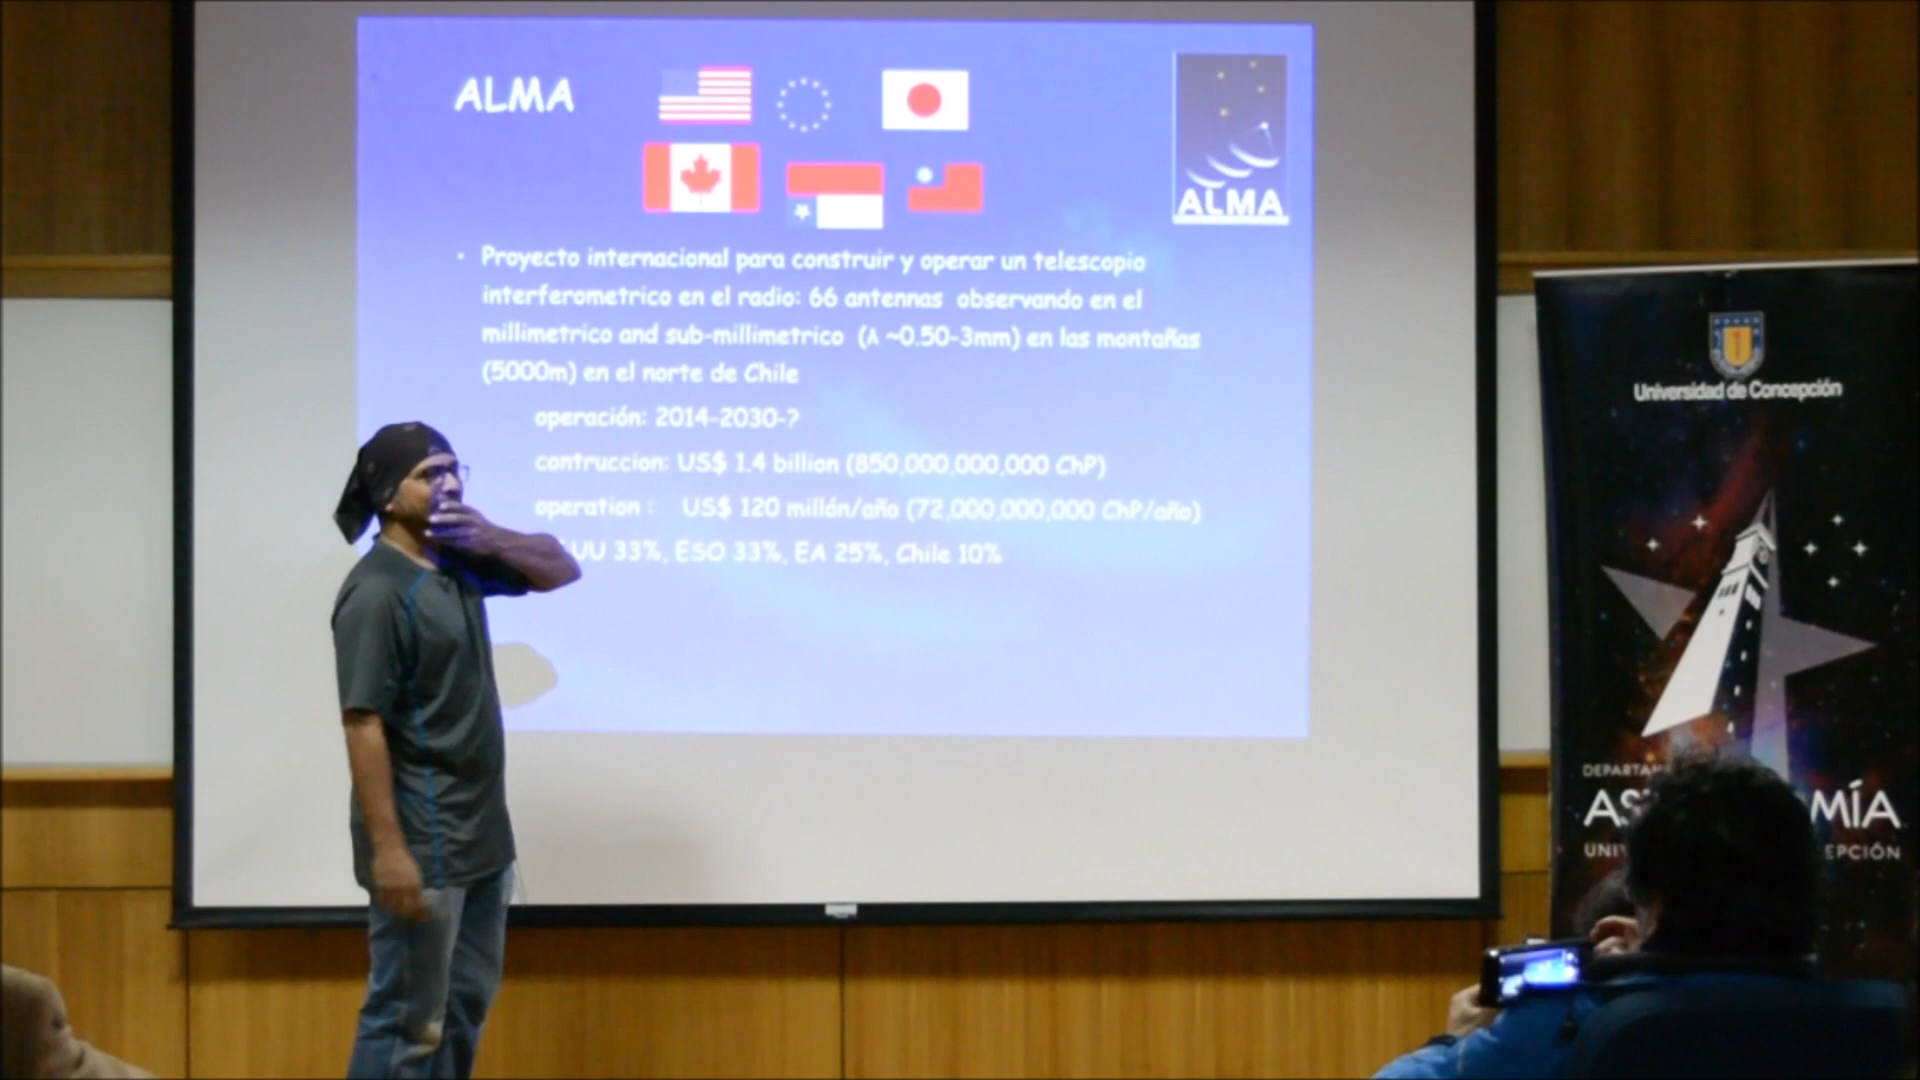 ALMA
ALMA
• Proyecto internacional para construir y operar un telescopio
interferometrico en el radio: 66 antennas observando en el
millimetrico and sub-millimetrico (λ ~0.50-3mm) en las montañas
(5000m) en el norte de Chile
operación: 2014-2030-?
contruccion: US$ 1.4 billion (850,000,000,000 ChP)
operation : US$ 120 millón/año (72,000,000,000 ChP/año)
UU 33%, ESO 33%, EA 25%, Chile 10%
Universidad de Concepción